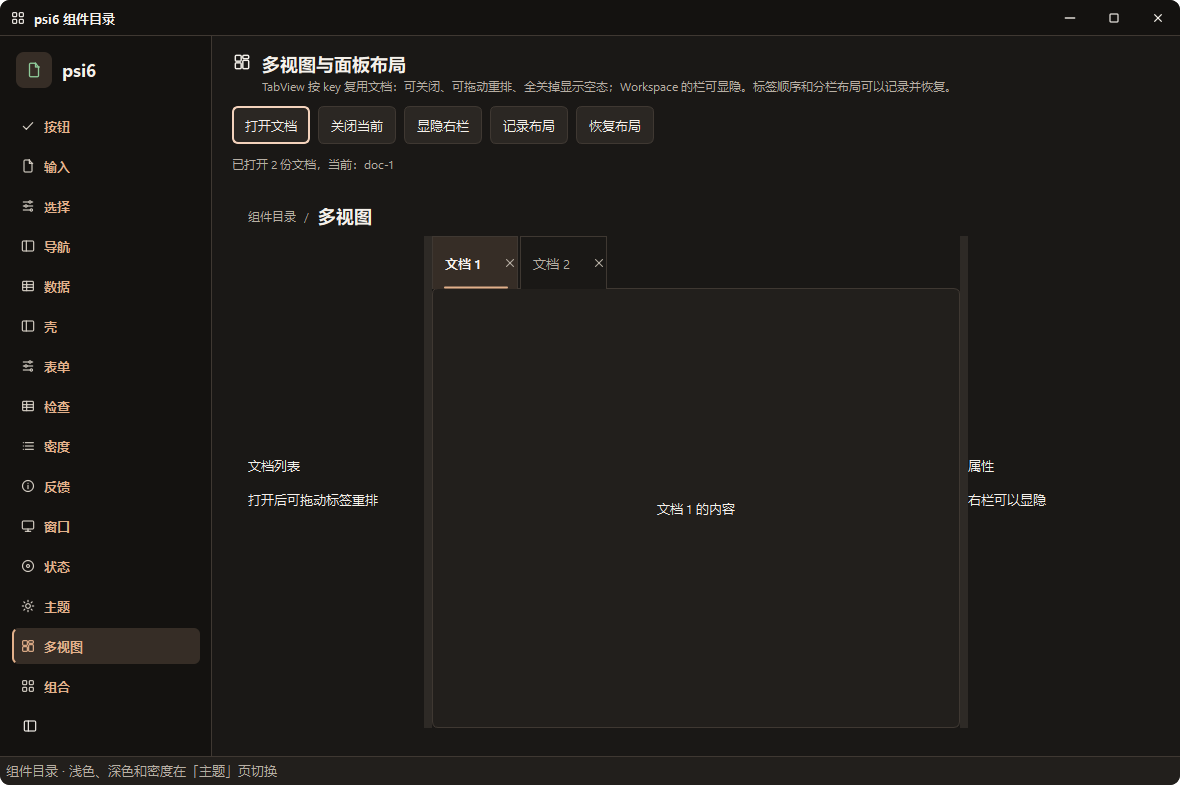 psi6 组件目录
psi6
按钮
输入
选择
导航
数据
壳
表单
检查
密度
反馈
窗口
状态
主题
多视图
组合
多视图与面板布局
TabView 按 key 复用文档：可关闭、可拖动重排、全关掉显示空态；Workspace 的栏可显隐。标签顺序和分栏布局可以记录并恢复。
打开文档 关闭当前 显隐右栏 记录布局 恢复布局
已打开 2 份文档，当前：doc-1
组件目录 / 多视图
文档 1 文档 2
文档列表
打开后可拖动标签重排
文档 1 的内容
属性
右栏可以显隐
组件目录 · 浅色、深色和密度在「主题」页切换